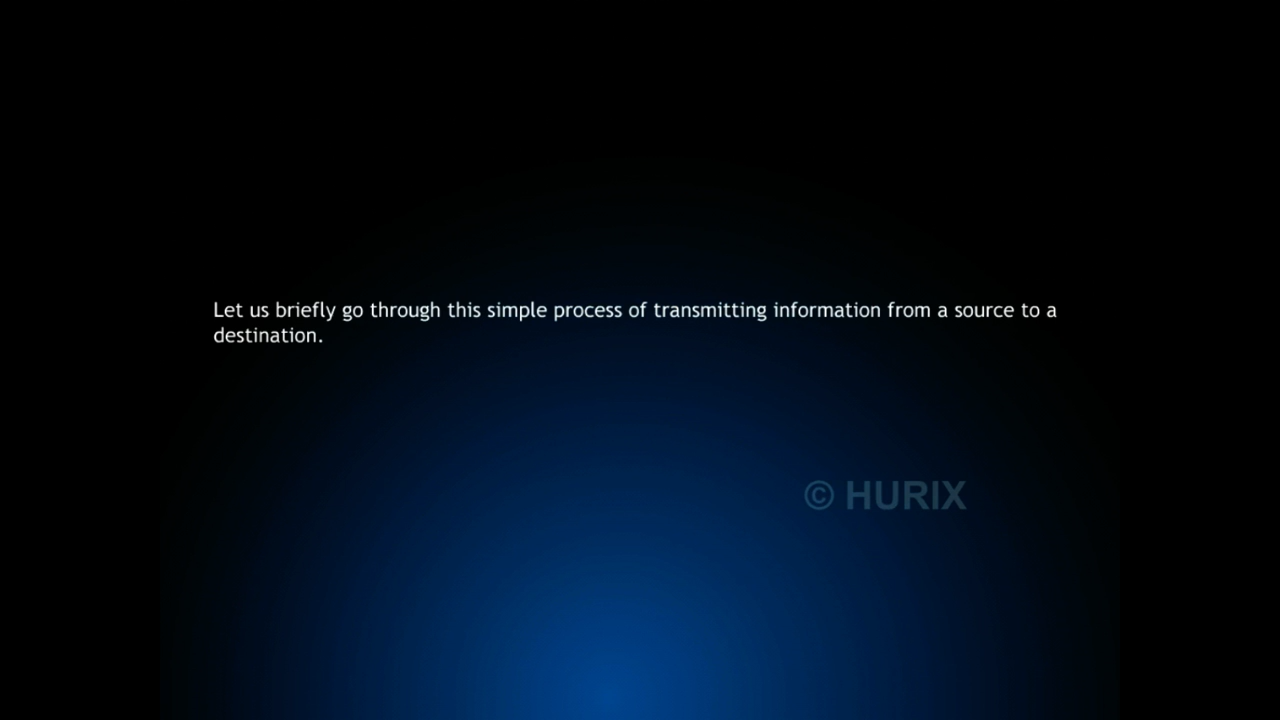 Let us briefly go through this simple process of transmitting information from a source to a
destination.
© HURIX